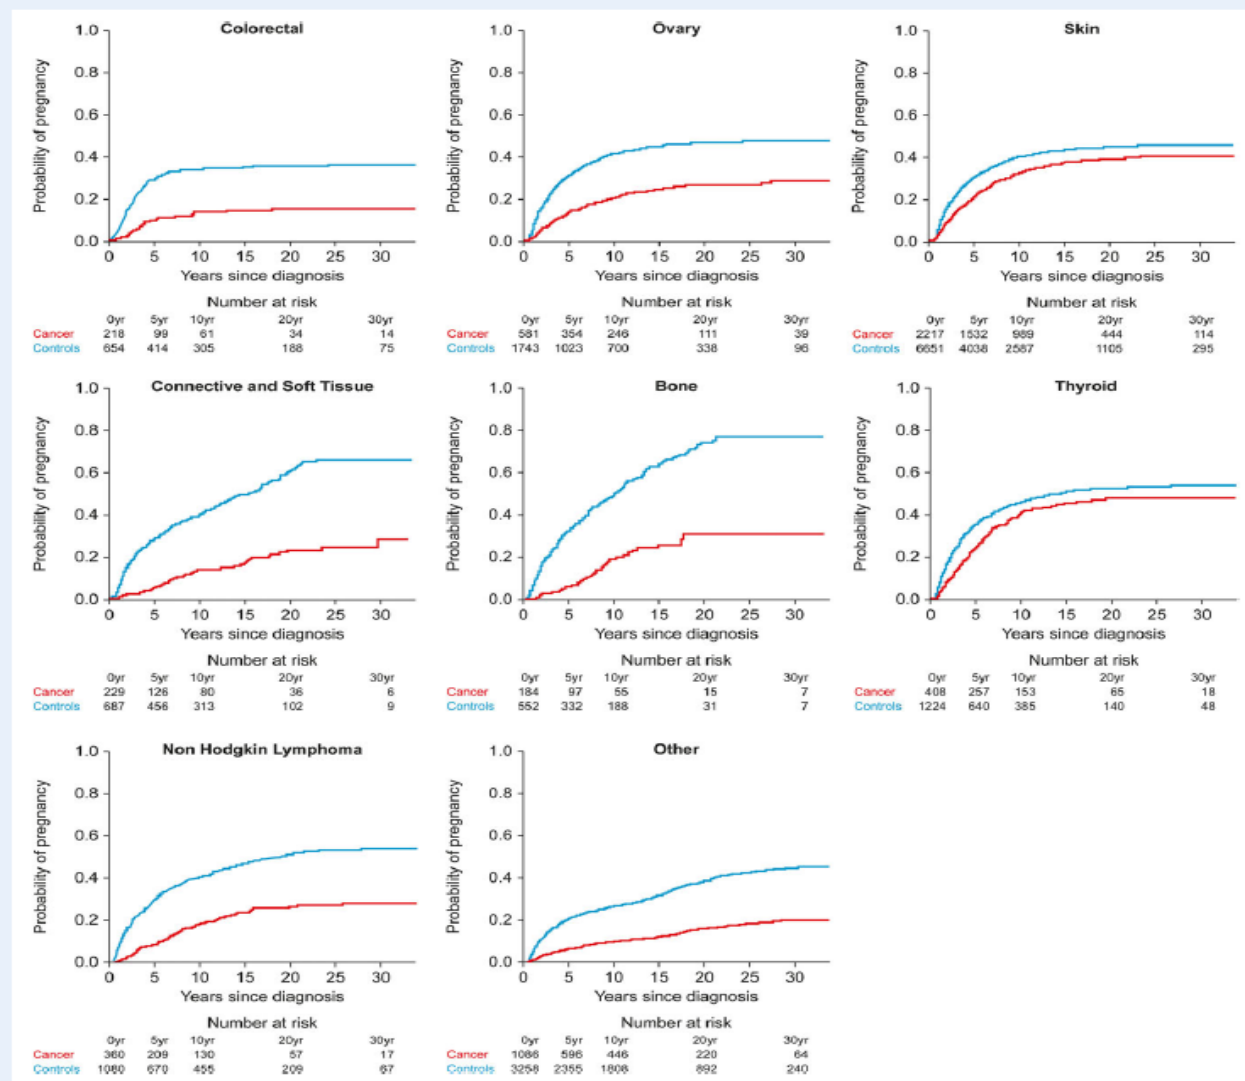 Colorectal
Probability of pregnancy
1.0
0.8
0.6
0.4
0.2
0.0
0 5 10 15 20 25 30
Years since diagnosis
Number at risk
0yr 5yr 10yr 20yr 30yr
Cancer 218 99 61 34 14
Controls 654 414 305 188 75
Ovary
Probability of pregnancy
1.0
0.8
0.6
0.4
0.2
0.0
0 5 10 15 20 25 30
Years since diagnosis
Number at risk
0yr 5yr 10yr 20yr 30yr
Cancer 581 354 246 111 39
Controls 1743 1023 700 338 96
Skin
Probability of pregnancy
1.0
0.8
0.6
0.4
0.2
0.0
0 5 10 15 20 25 30
Years since diagnosis
Number at risk
0yr 5yr 10yr 20yr 30yr
Cancer 2217 1532 989 444 114
Controls 6651 4038 2587 1105 295
Connective and Soft Tissue
Probability of pregnancy
1.0
0.8
0.6
0.4
0.2
0.0
0 5 10 15 20 25 30
Years since diagnosis
Number at risk
0yr 5yr 10yr 20yr 30yr
Cancer 229 126 80 36 6
Controls 687 456 313 102 9
Bone
Probability of pregnancy
1.0
0.8
0.6
0.4
0.2
0.0
0 5 10 15 20 25 30
Years since diagnosis
Number at risk
0yr 5yr 10yr 20yr 30yr
Cancer 184 97 55 15 7
Controls 552 332 188 31 7
Thyroid
Probability of pregnancy
1.0
0.8
0.6
0.4
0.2
0.0
0 5 10 15 20 25 30
Years since diagnosis
Number at risk
0yr 5yr 10yr 20yr 30yr
Cancer 408 257 153 65 18
Controls 1224 640 385 140 48
Non Hodgkin Lymphoma
Probability of pregnancy
1.0
0.8
0.6
0.4
0.2
0.0
0 5 10 15 20 25 30
Years since diagnosis
Number at risk
0yr 5yr 10yr 20yr 30yr
Cancer 360 209 130 57 17
Controls 1080 670 455 209 67
Other
Probability of pregnancy
1.0
0.8
0.6
0.4
0.2
0.0
0 5 10 15 20 25 30
Years since diagnosis
Number at risk
0yr 5yr 10yr 20yr 30yr
Cancer 1086 596 446 220 64
Controls 3258 2355 1808 892 240